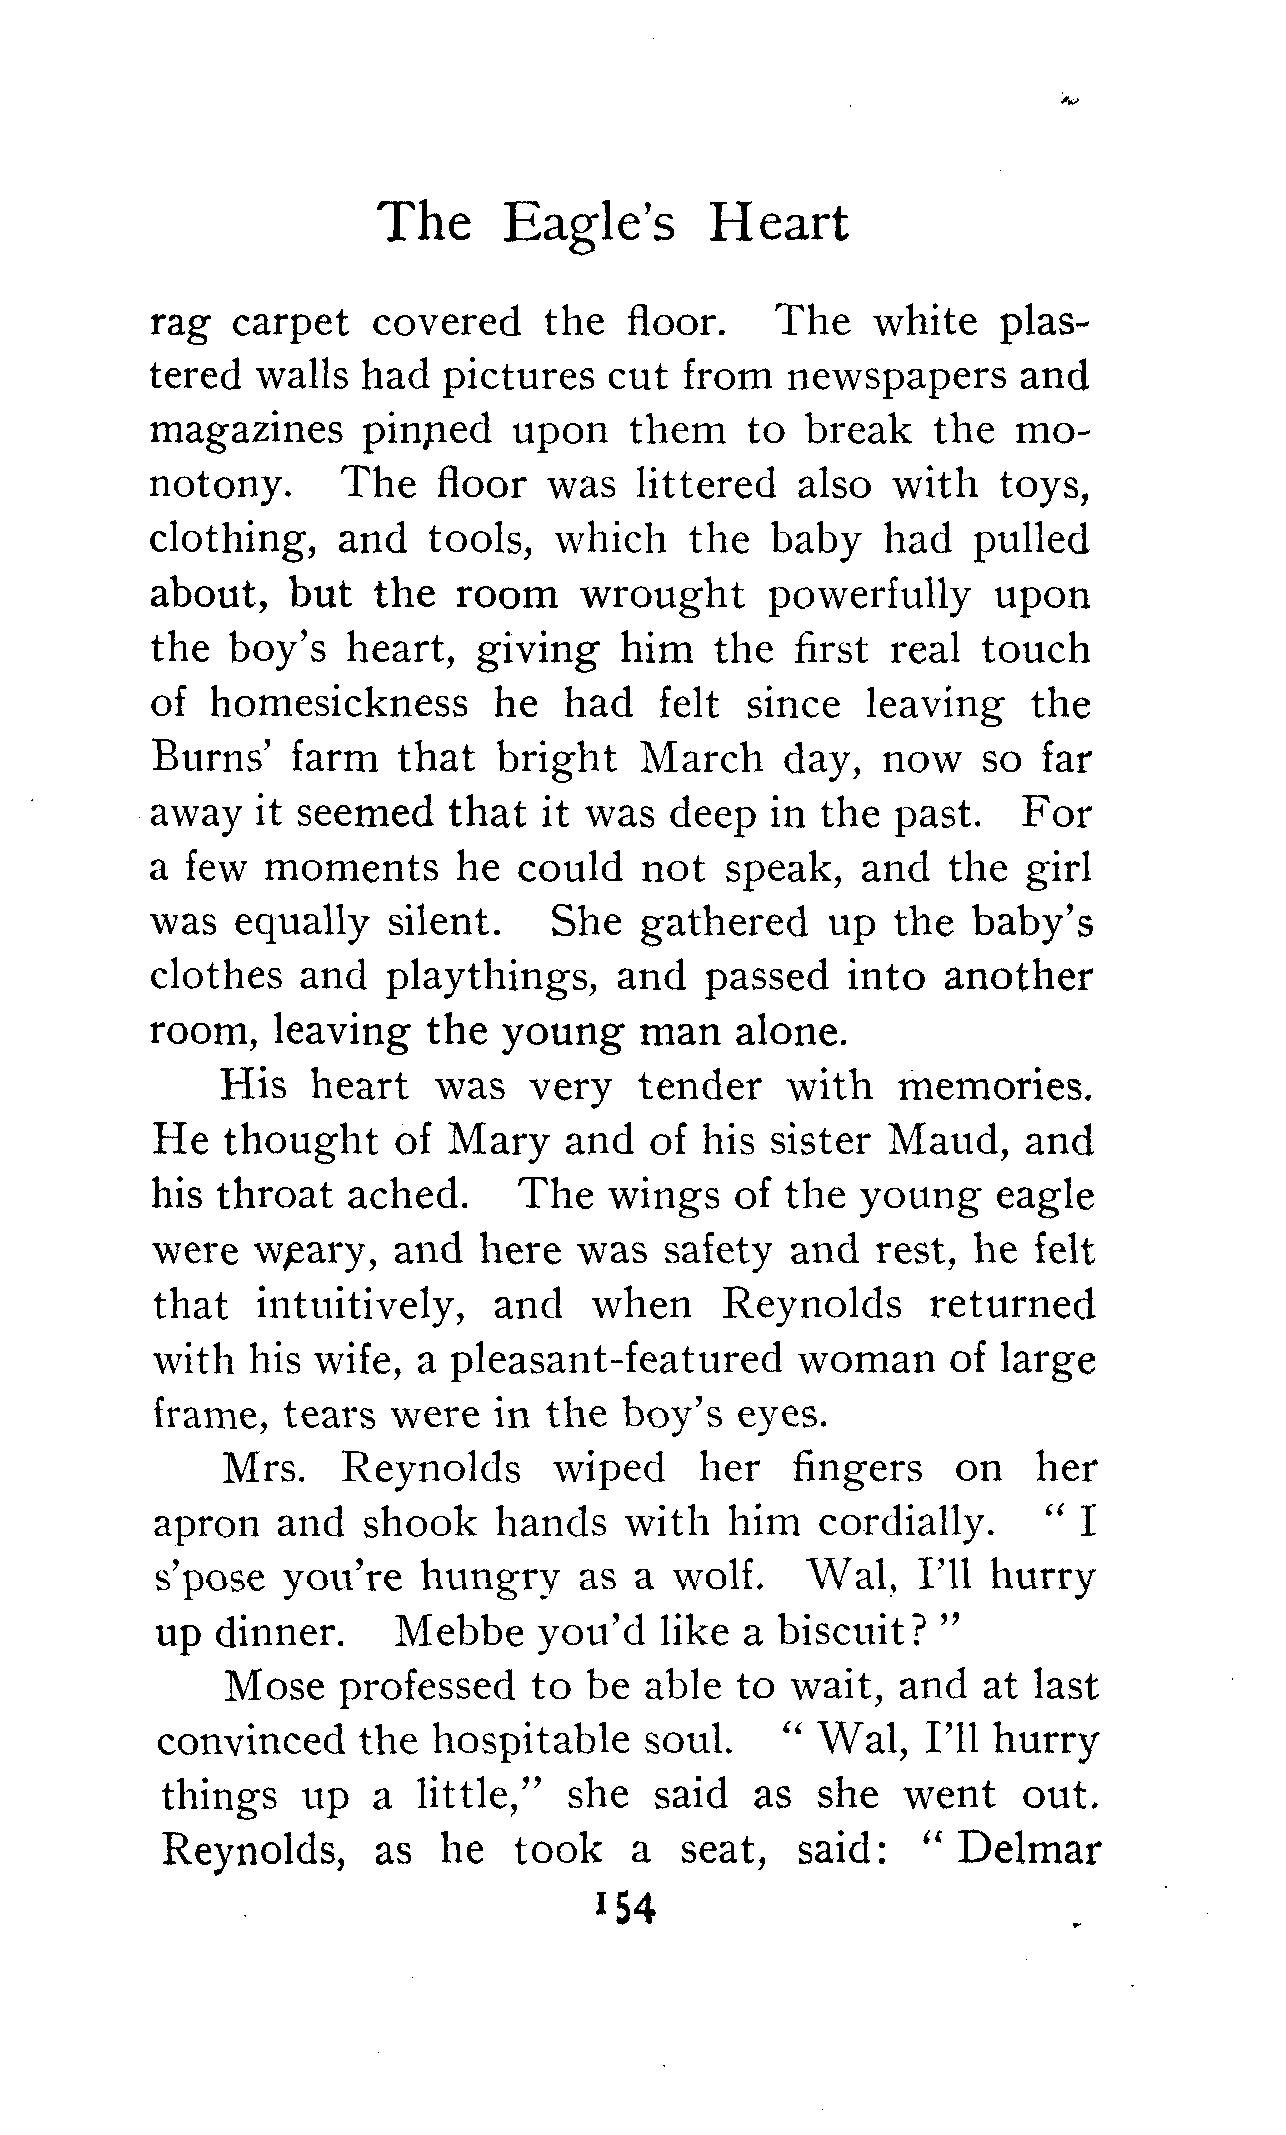 The Eagle's Heart
rag carpet covered the floor. The white plas-
tered walls had pictures cut from newspapers and
magazines pinned upon them to break the mo-
notony. The floor was littered also with toys,
clothing, and tools, which the baby had pulled
about, but the room wrought powerfully upon
the boy's heart, giving him the first real touch
of homesickness he had felt since leaving the
Burns' farm that bright March day, now so far
away it seemed that it was deep in the past. For
a few moments he could not speak, and the girl
was equally silent. She gathered up the baby's
clothes and playthings, and passed into another
room, leaving the young man alone.
His heart was very tender with memories.
He thought of Mary and of his sister Maud, and
his throat ached. The wings of the young eagle
were weary, and here was safety and rest, he felt
that intuitively, and when Reynolds returned
with his wife, a pleasant-featured woman of large
frame, tears were in the boy's eyes.
Mrs. Reynolds wiped her fingers on her
apron and shook hands with him cordially. " I
s'pose you're hungry as a wolf. Wal, I'll hurry
up dinner. Mebbe you'd like a biscuit? "
Mose professed to be able to wait, and at last
convinced the hospitable soul. " Wal, I'll hurry
things up a little," she said as she went out.
Reynolds, as he took a seat, said: " Delmar
154